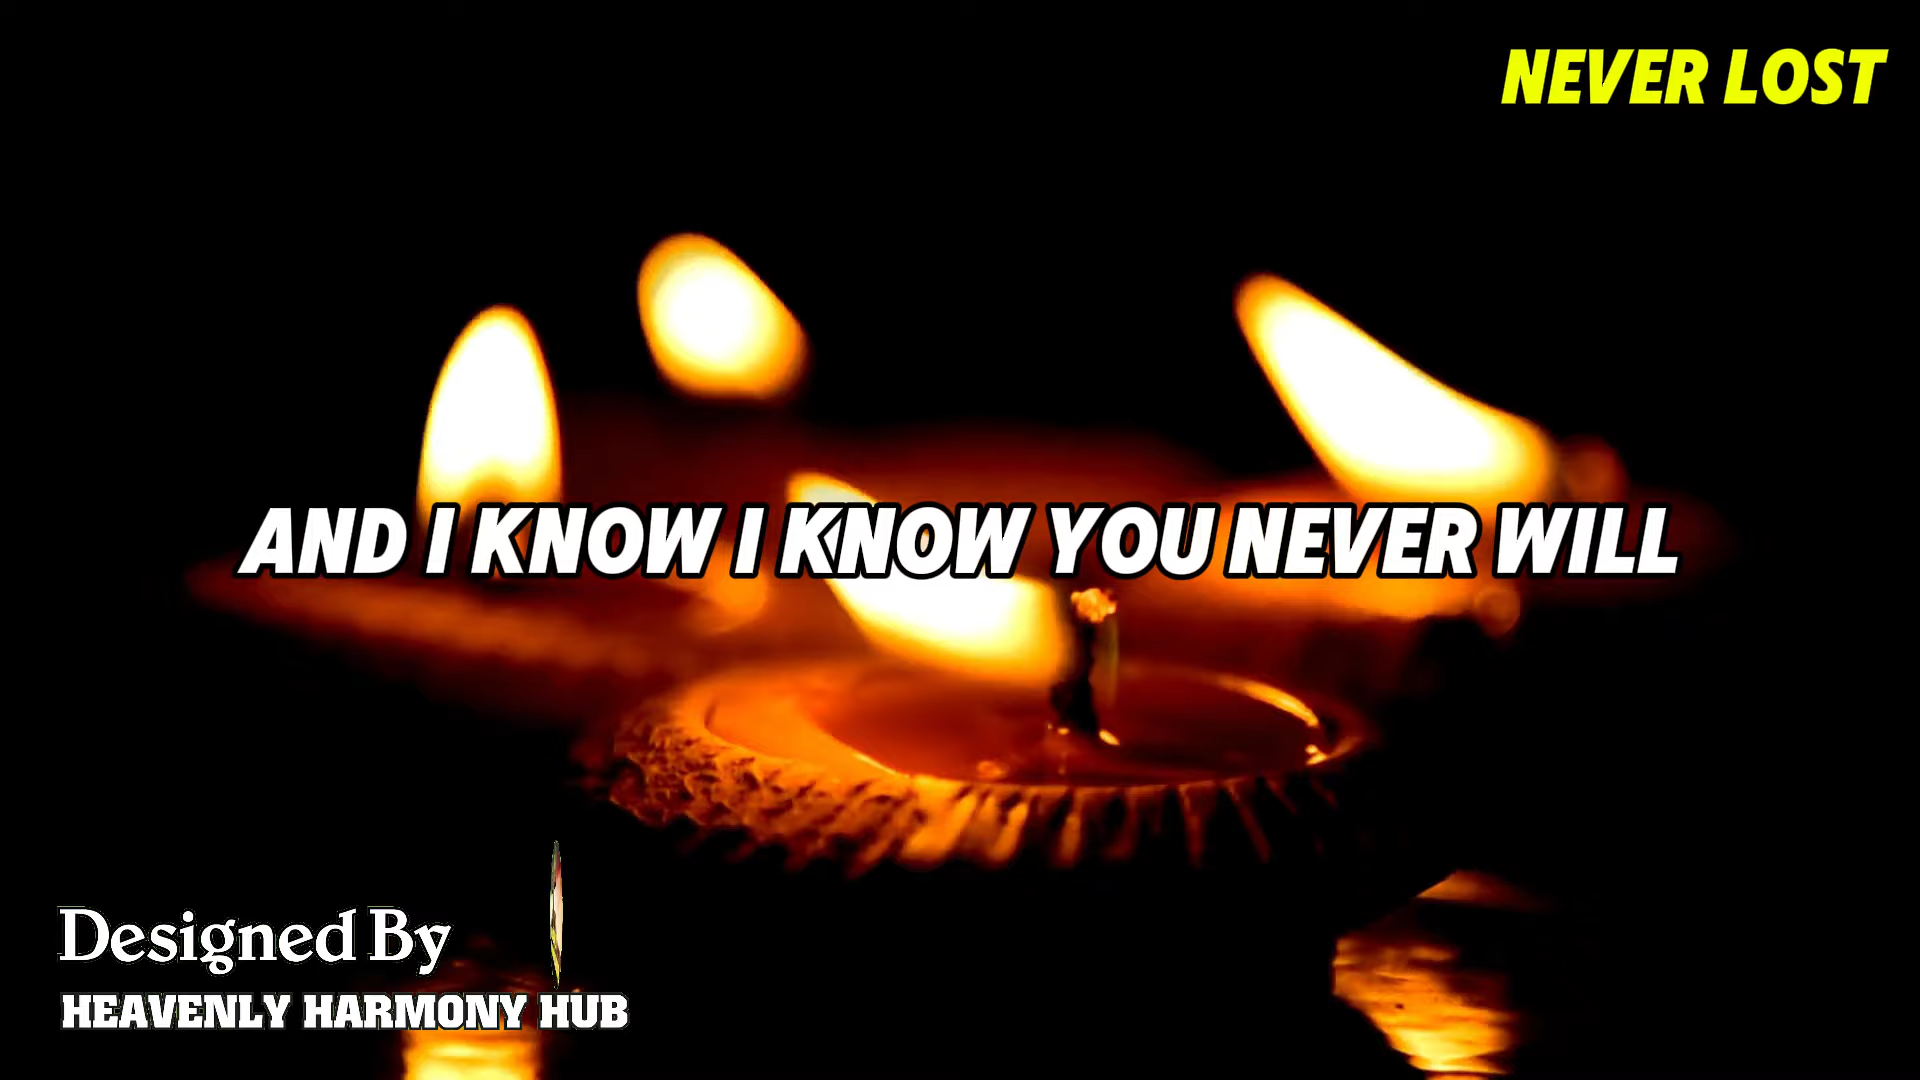 NEVER LOST
AND I KNOW I KNOW YOU NEVER WILL
Designed By
HEAVENLY HARMONY HUB